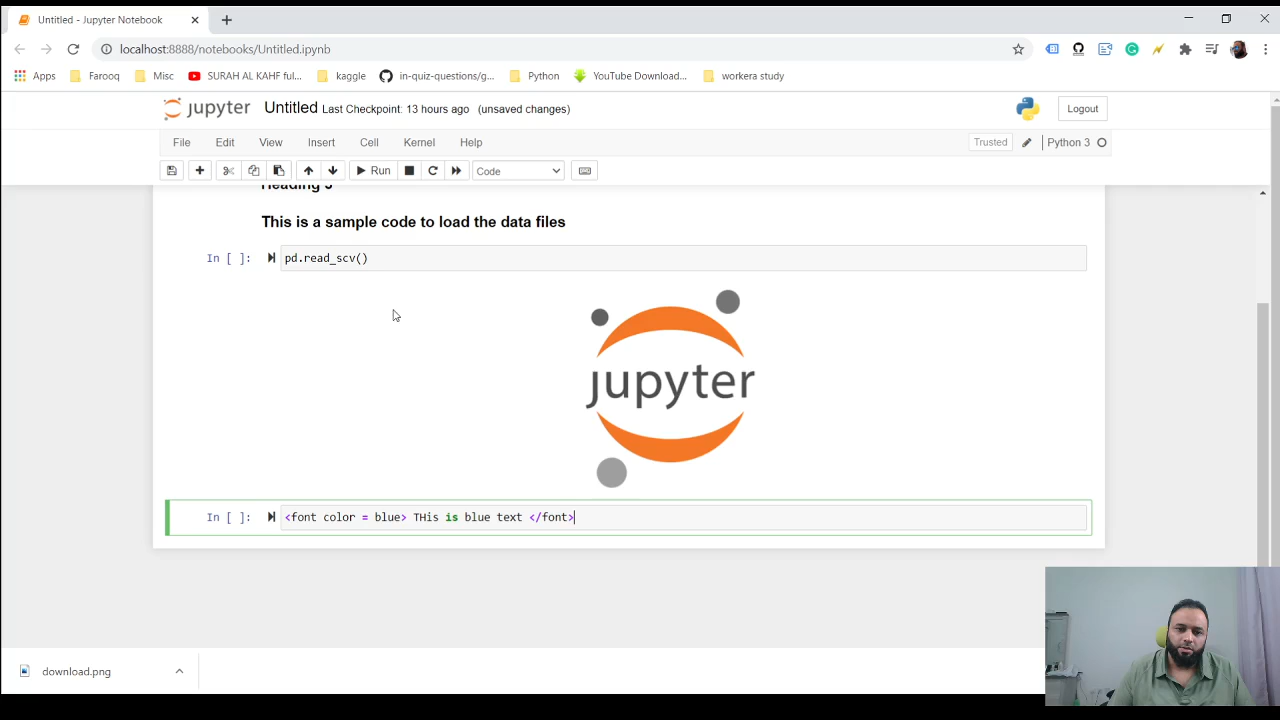 Untitled - Jupyter Notebook
localhost:8888/notebooks/Untitled.ipynb
Apps Farooq Misc SURAH AL KAHF ful... kaggle in-quiz-questions/g... Python YouTube Download... workera study
jupyter Untitled Last Checkpoint: 13 hours ago (unsaved changes) Logout
File Edit View Insert Cell Kernel Help Trusted Python 3
Run Code
Heading 3
This is a sample code to load the data files
In [ ]: pd.read_scv()
jupyter
In [ ]: <font color = blue> THis is blue text </font>
download.png